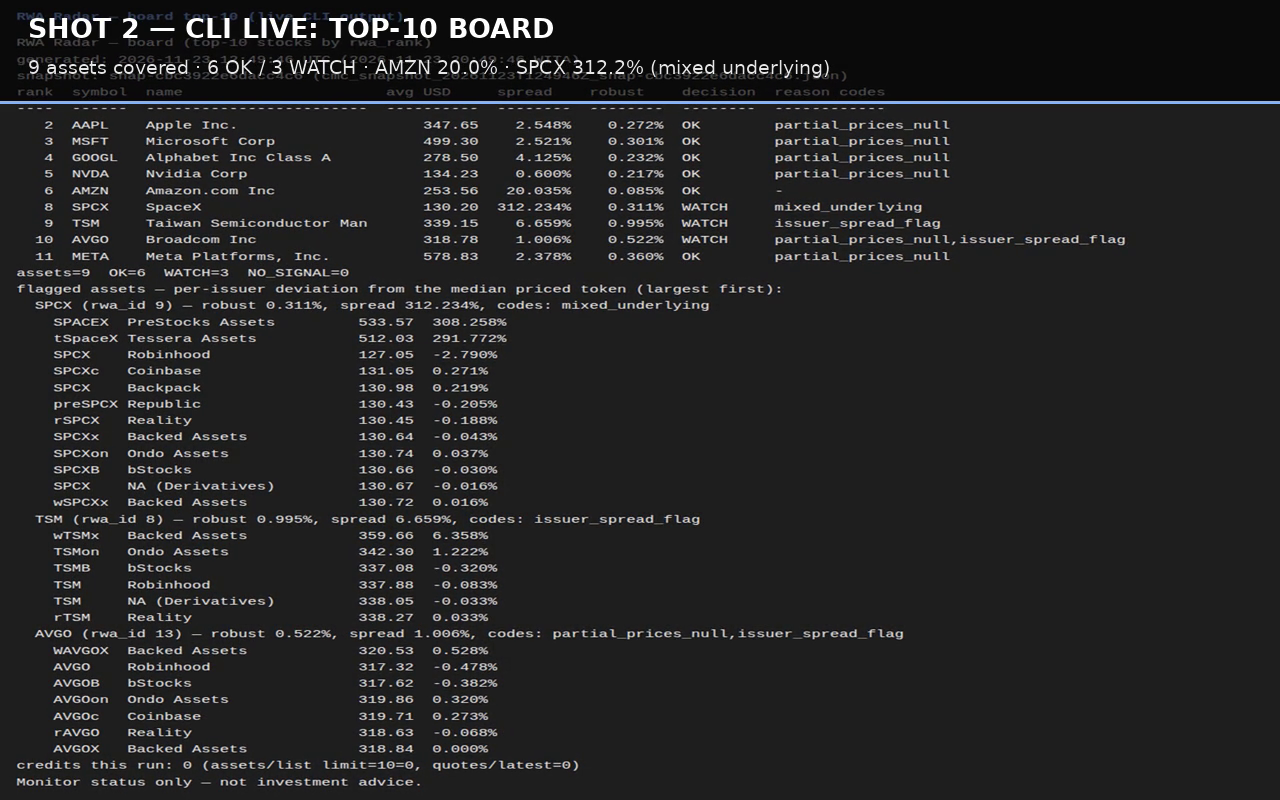 SHOT 2 — CLI LIVE: TOP-10 BOARD
RWA Radar — board (top-10 stocks by rwa_rank)
9 assets covered · 6 OK / 3 WATCH · AMZN 20.0% · SPCX 312.2% (mixed underlying)
rank symbol name avg USD spread robust decision reason codes
---- ------- ------------------------ ---------- -------- -------- -------- ------------
2 AAPL Apple Inc. 347.65 2.548% 0.272% OK partial_prices_null
3 MSFT Microsoft Corp 499.30 2.521% 0.301% OK partial_prices_null
4 GOOGL Alphabet Inc Class A 278.50 4.125% 0.232% OK partial_prices_null
5 NVDA Nvidia Corp 134.23 0.600% 0.217% OK partial_prices_null
6 AMZN Amazon.com Inc 253.56 20.035% 0.085% OK -
8 SPCX SpaceX 130.20 312.234% 0.311% WATCH mixed_underlying
9 TSM Taiwan Semiconductor Man 339.15 6.659% 0.995% WATCH issuer_spread_flag
10 AVGO Broadcom Inc 318.78 1.006% 0.522% WATCH partial_prices_null,issuer_spread_flag
11 META Meta Platforms, Inc. 578.83 2.378% 0.360% OK partial_prices_null
assets=9 OK=6 WATCH=3 NO_SIGNAL=0
flagged assets — per-issuer deviation from the median priced token (largest first):
SPCX (rwa_id 9) — robust 0.311%, spread 312.234%, codes: mixed_underlying
SPACEX PreStocks Assets 533.57 308.258%
tSpaceX Tessera Assets 512.03 291.772%
SPCX Robinhood 127.05 -2.790%
SPCXc Coinbase 131.05 0.271%
SPCX Backpack 130.98 0.219%
preSPCX Republic 130.43 -0.205%
rSPCX Reality 130.45 -0.188%
SPCXx Backed Assets 130.64 -0.043%
SPCXon Ondo Assets 130.74 0.037%
SPCXB bStocks 130.66 -0.030%
SPCX NA (Derivatives) 130.67 -0.016%
wSPCXx Backed Assets 130.72 0.016%
TSM (rwa_id 8) — robust 0.995%, spread 6.659%, codes: issuer_spread_flag
wTSMx Backed Assets 359.66 6.358%
TSMon Ondo Assets 342.30 1.222%
TSMB bStocks 337.08 -0.320%
TSM Robinhood 337.88 -0.083%
TSM NA (Derivatives) 338.05 -0.033%
rTSM Reality 338.27 0.033%
AVGO (rwa_id 13) — robust 0.522%, spread 1.006%, codes: partial_prices_null,issuer_spread_flag
WAVGOX Backed Assets 320.53 0.528%
AVGO Robinhood 317.32 -0.478%
AVGOB bStocks 317.62 -0.382%
AVGOon Ondo Assets 319.86 0.320%
AVGOc Coinbase 319.71 0.273%
rAVGO Reality 318.63 -0.068%
AVGOX Backed Assets 318.84 0.000%
credits this run: 0 (assets/list limit=10=0, quotes/latest=0)
Monitor status only — not investment advice.